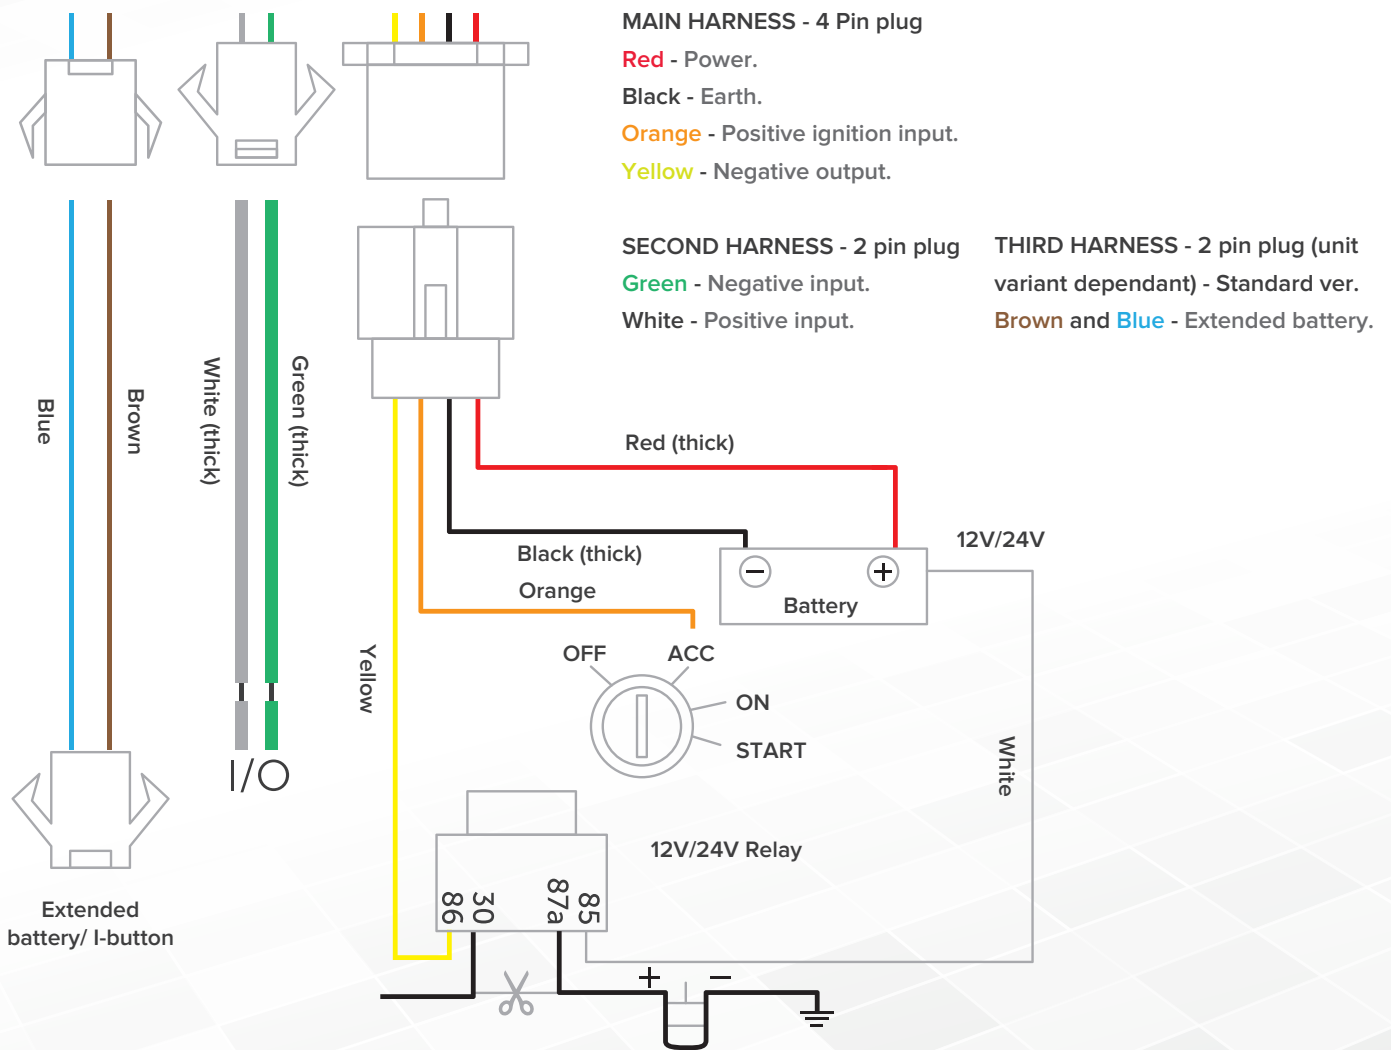 MAIN HARNESS - 4 Pin plug
Red - Power.
Black - Earth.
Orange - Positive ignition input.
Yellow - Negative output.
SECOND HARNESS - 2 pin plug
Green - Negative input.
White - Positive input.
THIRD HARNESS - 2 pin plug (unit
variant dependant) - Standard ver.
Brown and Blue - Extended battery.
Blue
Brown
White (thick)
Green (thick)
Red (thick)
Black (thick)
Orange
12V/24V
Battery
Yellow
OFF
ACC
ON
START
White
I/O
12V/24V Relay
86
30
87a
85
Extended
battery/ I-button